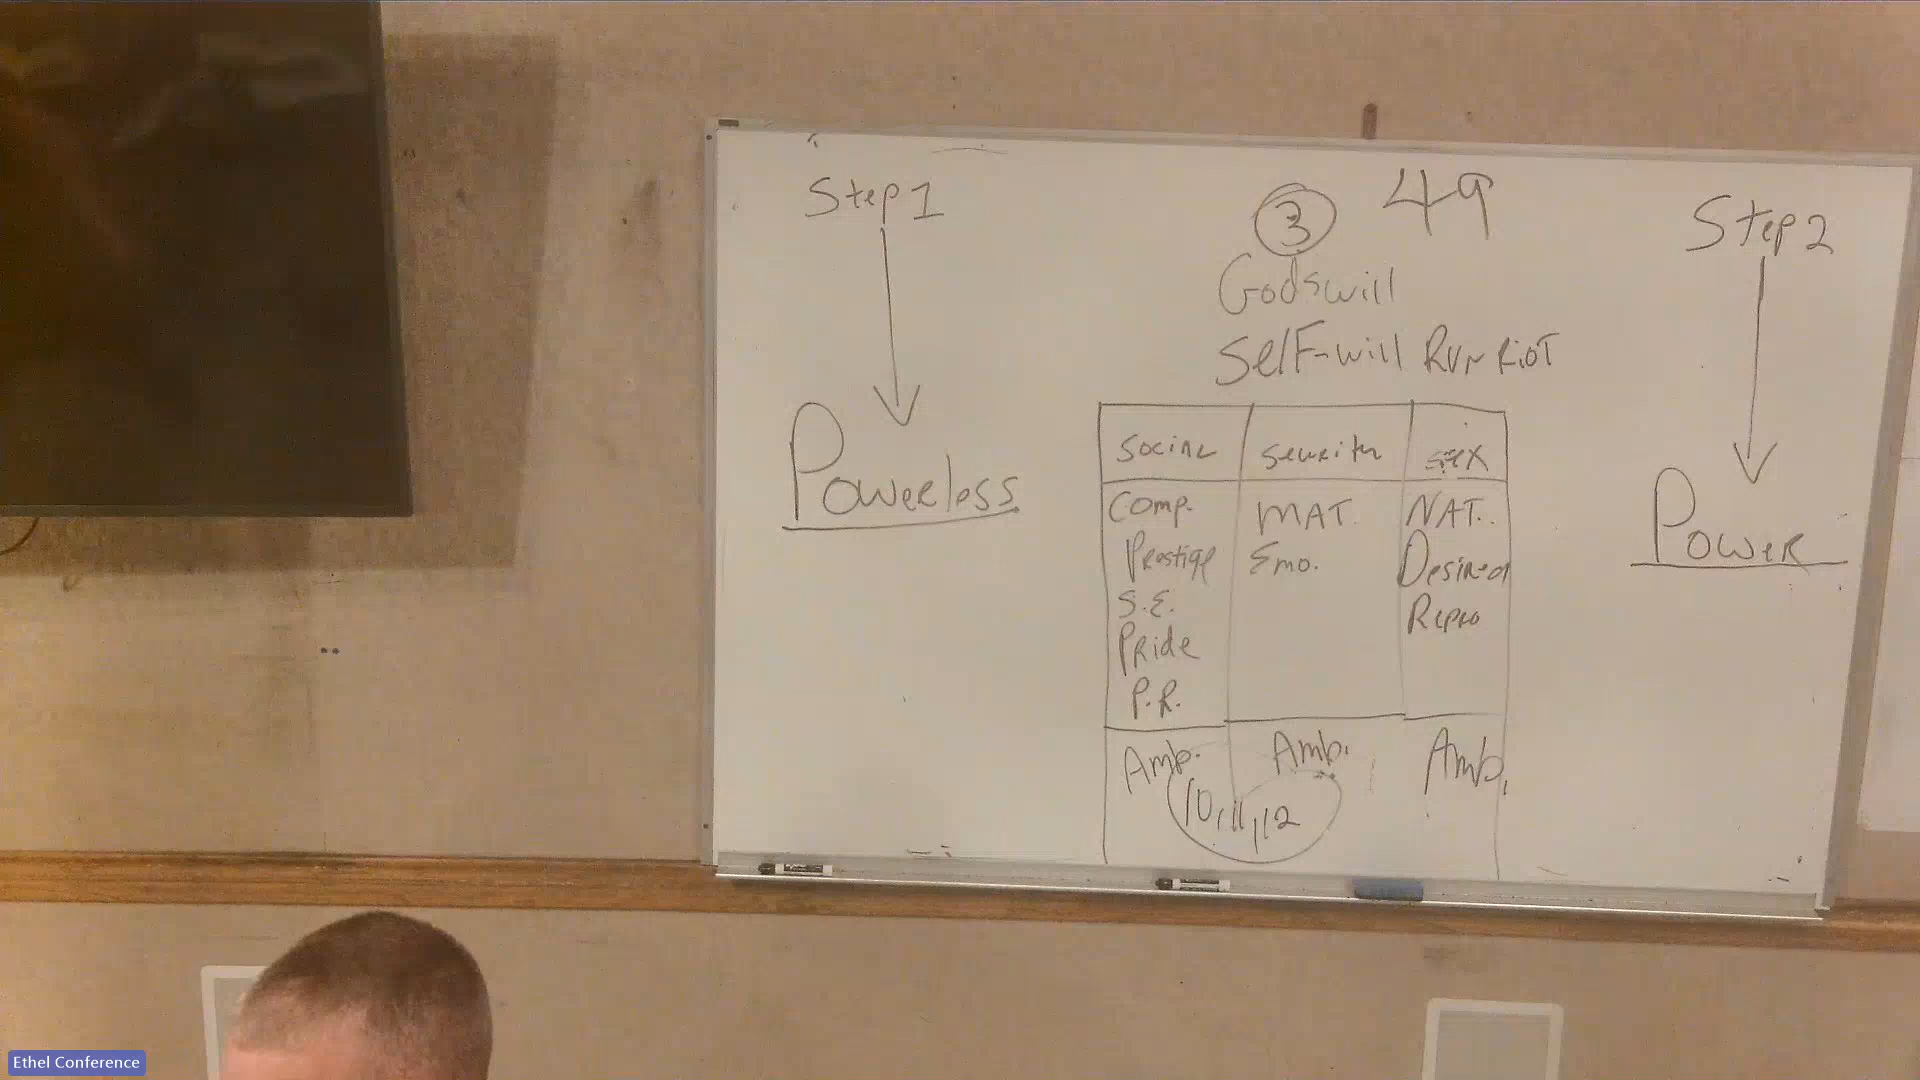 Step 1
Powerless
③ 49
Godswill
Self-will Run Riot
Social Security Sex
Comp. MAT. NAT.
Prestige Emo. Desired
S.E. Repro
Pride
P.R.
Amb. Amb. Amb.
10, 11, 12
Step 2
Power
Ethel Conference